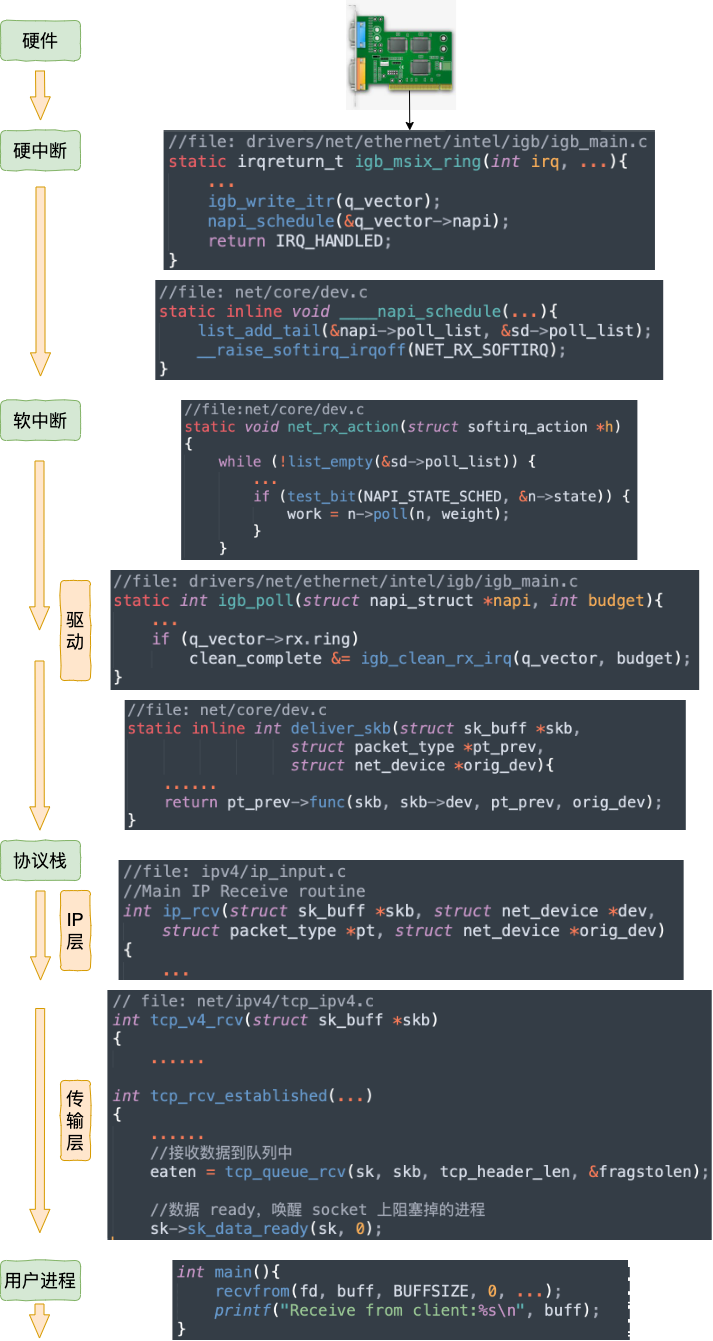 硬件
硬中断
//file: drivers/net/ethernet/intel/igb/igb_main.c
static irqreturn_t igb_msix_ring(int irq, ...){
...
igb_write_itr(q_vector);
napi_schedule(&q_vector->napi);
return IRQ_HANDLED;
}
//file: net/core/dev.c
static inline void ____napi_schedule(...){
list_add_tail(&napi->poll_list, &sd->poll_list);
__raise_softirq_irqoff(NET_RX_SOFTIRQ);
}
软中断
//file:net/core/dev.c
static void net_rx_action(struct softirq_action *h)
{
while (!list_empty(&sd->poll_list)) {
...
if (test_bit(NAPI_STATE_SCHED, &n->state)) {
work = n->poll(n, weight);
}
}
驱
动
//file: drivers/net/ethernet/intel/igb/igb_main.c
static int igb_poll(struct napi_struct *napi, int budget){
...
if (q_vector->rx.ring)
clean_complete &= igb_clean_rx_irq(q_vector, budget);
}
//file: net/core/dev.c
static inline int deliver_skb(struct sk_buff *skb,
struct packet_type *pt_prev,
struct net_device *orig_dev){
......
return pt_prev->func(skb, skb->dev, pt_prev, orig_dev);
}
协议栈
IP
层
//file: ipv4/ip_input.c
//Main IP Receive routine
int ip_rcv(struct sk_buff *skb, struct net_device *dev,
struct packet_type *pt, struct net_device *orig_dev)
{
...
传
输
层
// file: net/ipv4/tcp_ipv4.c
int tcp_v4_rcv(struct sk_buff *skb)
{
......
int tcp_rcv_established(...)
{
......
//接收数据到队列中
eaten = tcp_queue_rcv(sk, skb, tcp_header_len, &fragstolen);
//数据 ready，唤醒 socket 上阻塞掉的进程
sk->sk_data_ready(sk, 0);
用户进程
int main(){
recvfrom(fd, buff, BUFFSIZE, 0, ...);
printf("Receive from client:%s\n", buff);
}